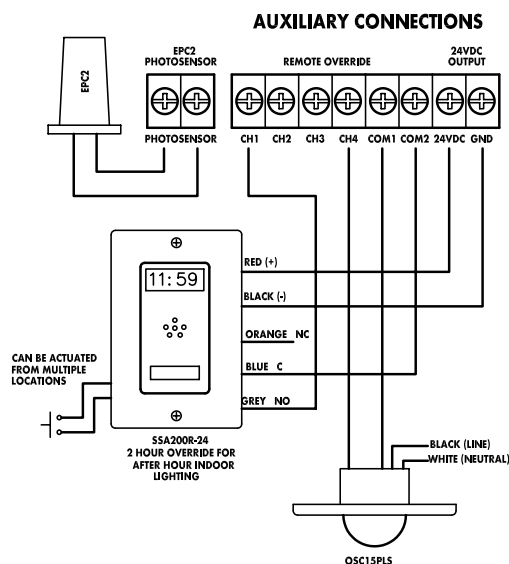 AUXILIARY CONNECTIONS
EPC2
PHOTOSENSOR
REMOTE OVERRIDE
24VDC
OUTPUT
EPC2
PHOTOSENSOR
CH1 CH2 CH3 CH4 COM1 COM2 24VDC GND
RED (+)
11:59
BLACK (-)
ORANGE NC
CAN BE ACTUATED
FROM MULTIPLE
LOCATIONS
BLUE C
GREY NO
SSA200R-24
2 HOUR OVERRIDE FOR
AFTER HOUR INDOOR
LIGHTING
BLACK (LINE)
WHITE (NEUTRAL)
OSC15PLS